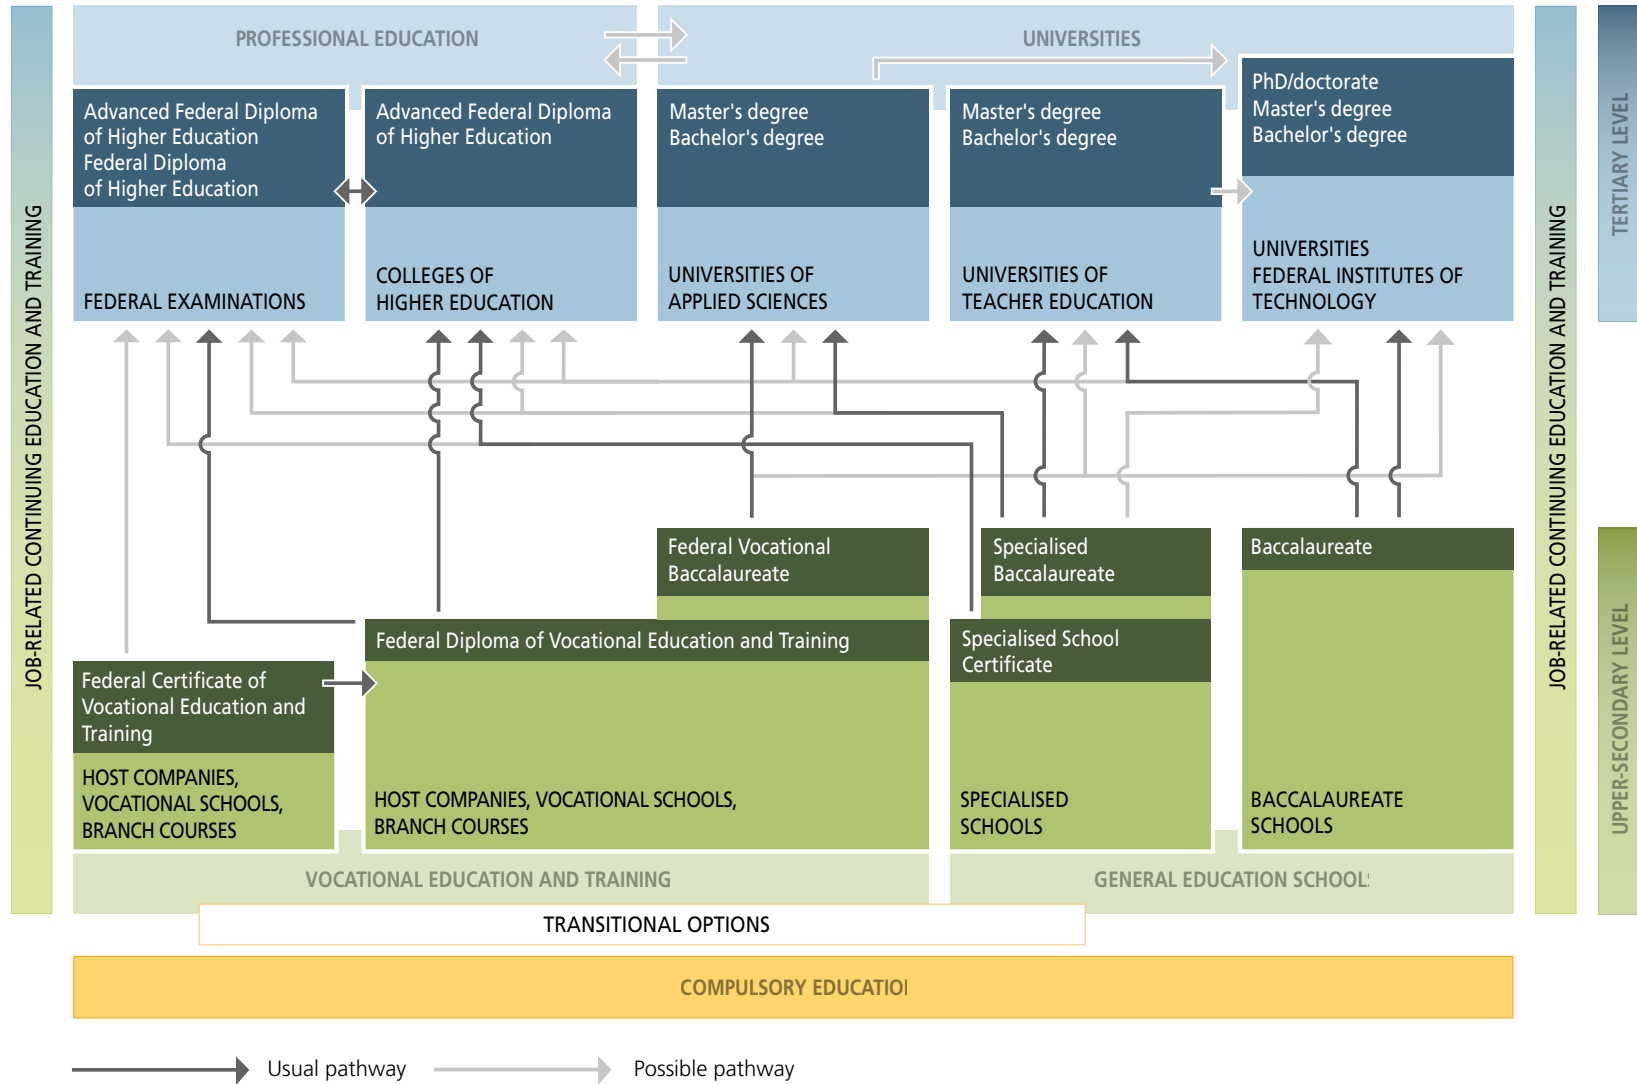 PROFESSIONAL EDUCATION
UNIVERSITIES
Advanced Federal Diploma
of Higher Education
Federal Diploma
of Higher Education
Advanced Federal Diploma
of Higher Education
Master's degree
Bachelor's degree
Master's degree
Bachelor's degree
PhD/doctorate
Master's degree
Bachelor's degree
FEDERAL EXAMINATIONS
COLLEGES OF
HIGHER EDUCATION
UNIVERSITIES OF
APPLIED SCIENCES
UNIVERSITIES OF
TEACHER EDUCATION
UNIVERSITIES
FEDERAL INSTITUTES OF
TECHNOLOGY
JOB-RELATED CONTINUING EDUCATION AND TRAINING
JOB-RELATED CONTINUING EDUCATION AND TRAINING
TERTIARY LEVEL
UPPER-SECONDARY LEVEL
Federal Vocational
Baccalaureate
Specialised
Baccalaureate
Baccalaureate
Federal Diploma of Vocational Education and Training
Specialised School
Certificate
Federal Certificate of
Vocational Education and
Training
HOST COMPANIES,
VOCATIONAL SCHOOLS,
BRANCH COURSES
HOST COMPANIES, VOCATIONAL SCHOOLS,
BRANCH COURSES
SPECIALISED
SCHOOLS
BACCALAUREATE
SCHOOLS
VOCATIONAL EDUCATION AND TRAINING
GENERAL EDUCATION SCHOOLS
TRANSITIONAL OPTIONS
COMPULSORY EDUCATION
Usual pathway
Possible pathway